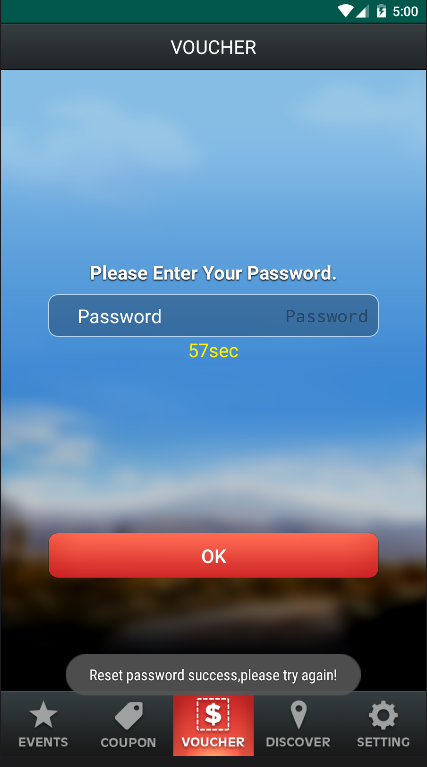 5:00
VOUCHER
Please Enter Your Password.
Password Password
57sec
OK
Reset password success,please try again!
$
EVENTS COUPON VOUCHER DISCOVER SETTING